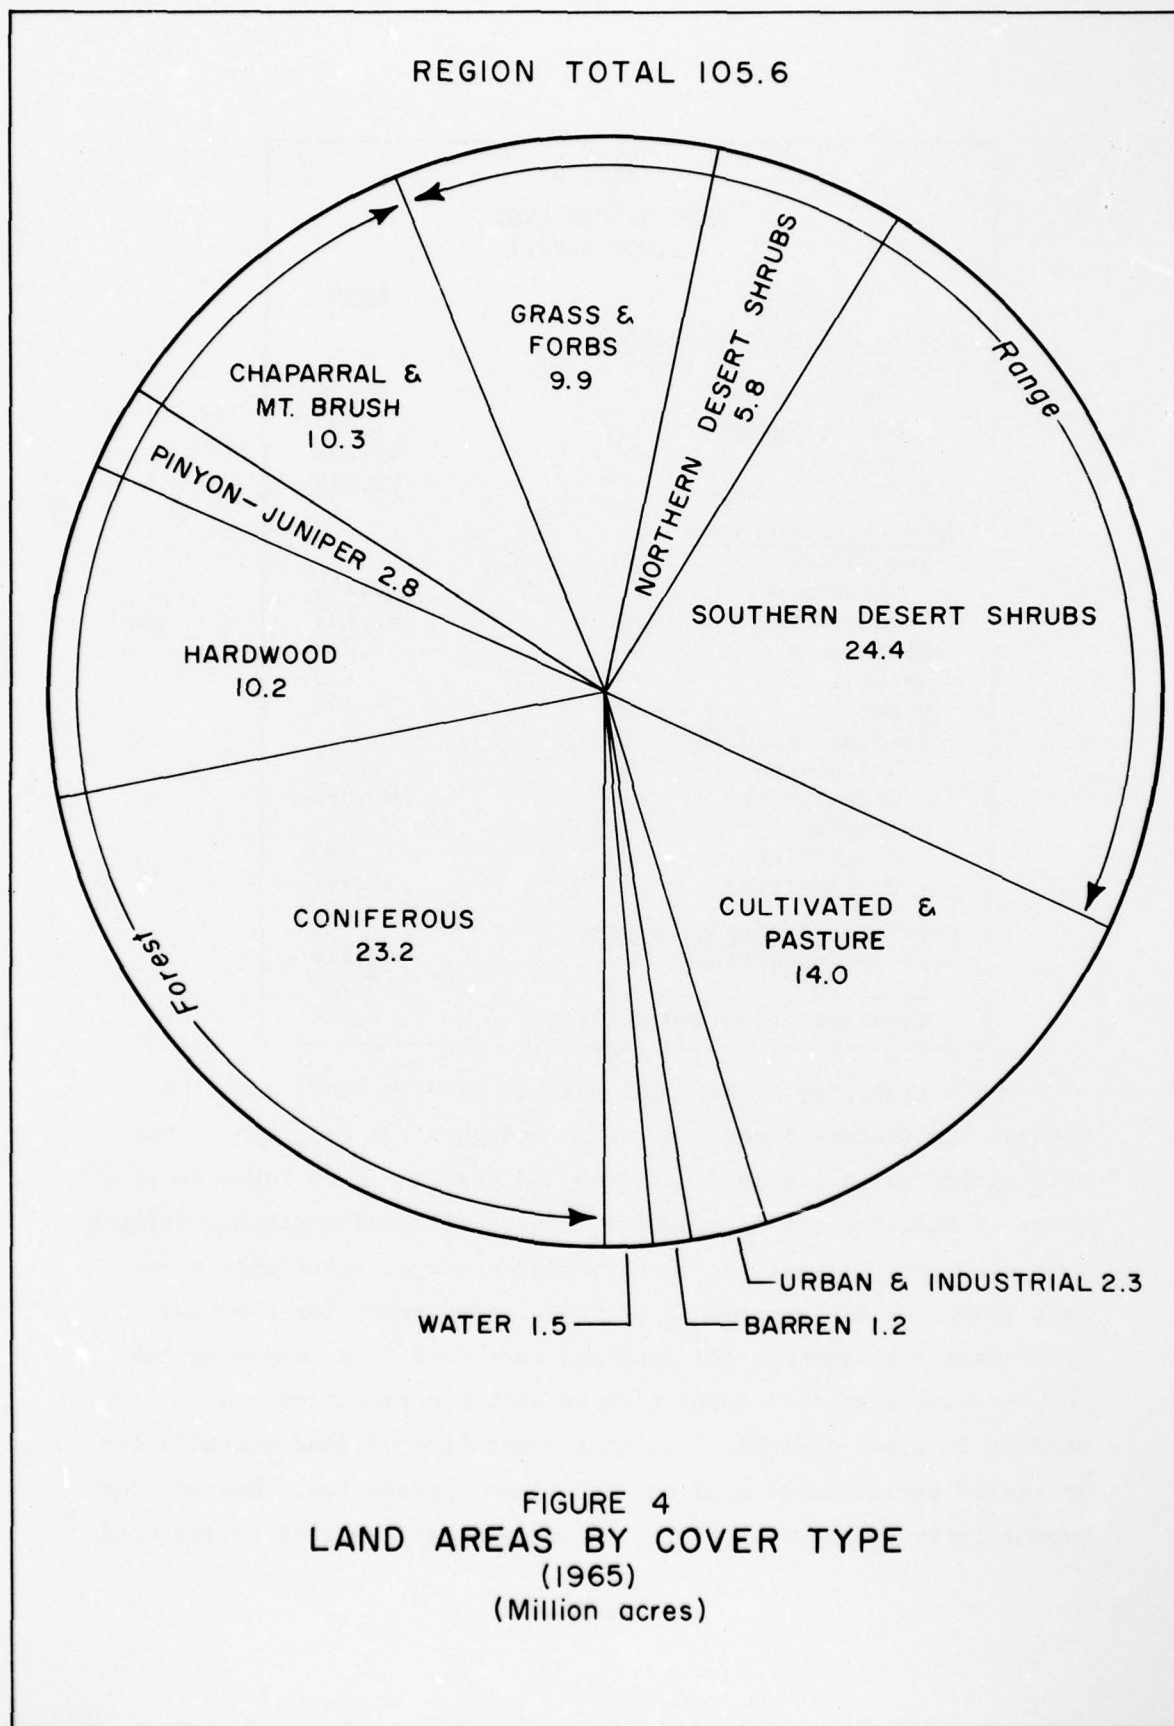 REGION TOTAL 105.6
GRASS &
FORBS
9.9
NORTHERN DESERT SHRUBS
5.8
Range
CHAPARRAL &
MT. BRUSH
10.3
PINYON-JUNIPER 2.8
SOUTHERN DESERT SHRUBS
24.4
HARDWOOD
10.2
CONIFEROUS
23.2
Forest
CULTIVATED &
PASTURE
14.0
URBAN & INDUSTRIAL 2.3
WATER 1.5
BARREN 1.2
FIGURE 4
LAND AREAS BY COVER TYPE
(1965)
(Million acres)